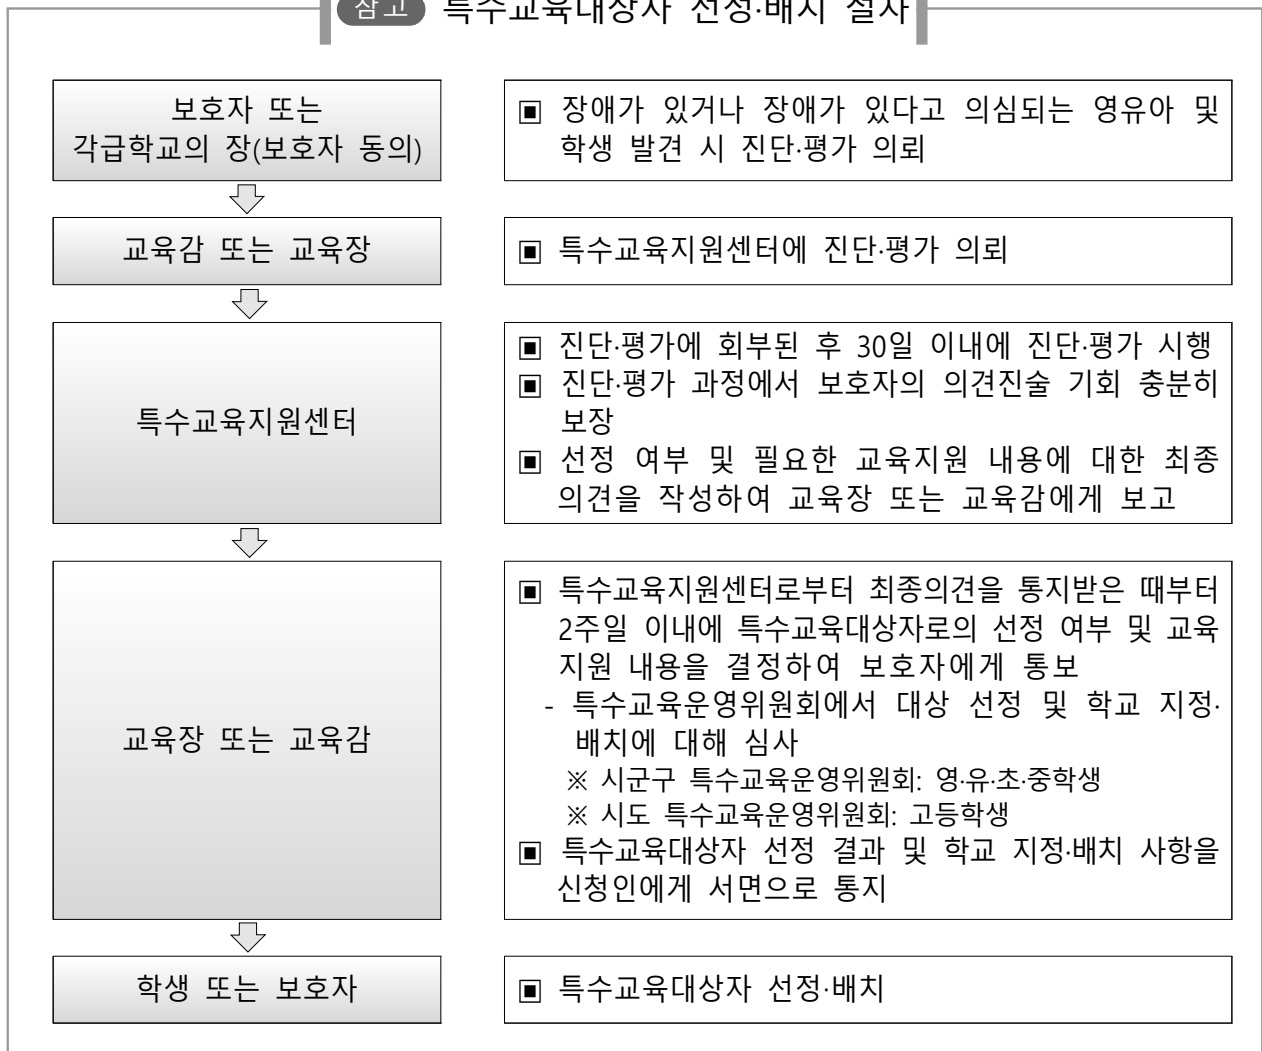 참고 특수교육대상자 선정·배치 절차
보호자 또는
각급학교의 장(보호자 동의)
▣ 장애가 있거나 장애가 있다고 의심되는 영유아 및
학생 발견 시 진단·평가 의뢰
교육감 또는 교육장
▣ 특수교육지원센터에 진단·평가 의뢰
특수교육지원센터
▣ 진단·평가에 회부된 후 30일 이내에 진단·평가 시행
▣ 진단·평가 과정에서 보호자의 의견진술 기회 충분히
보장
▣ 선정 여부 및 필요한 교육지원 내용에 대한 최종
의견을 작성하여 교육장 또는 교육감에게 보고
교육장 또는 교육감
▣ 특수교육지원센터로부터 최종의견을 통지받은 때부터
2주일 이내에 특수교육대상자로의 선정 여부 및 교육
지원 내용을 결정하여 보호자에게 통보
- 특수교육운영위원회에서 대상 선정 및 학교 지정·
배치에 대해 심사
※ 시군구 특수교육운영위원회: 영·유·초·중학생
※ 시도 특수교육운영위원회: 고등학생
▣ 특수교육대상자 선정 결과 및 학교 지정·배치 사항을
신청인에게 서면으로 통지
학생 또는 보호자
▣ 특수교육대상자 선정·배치